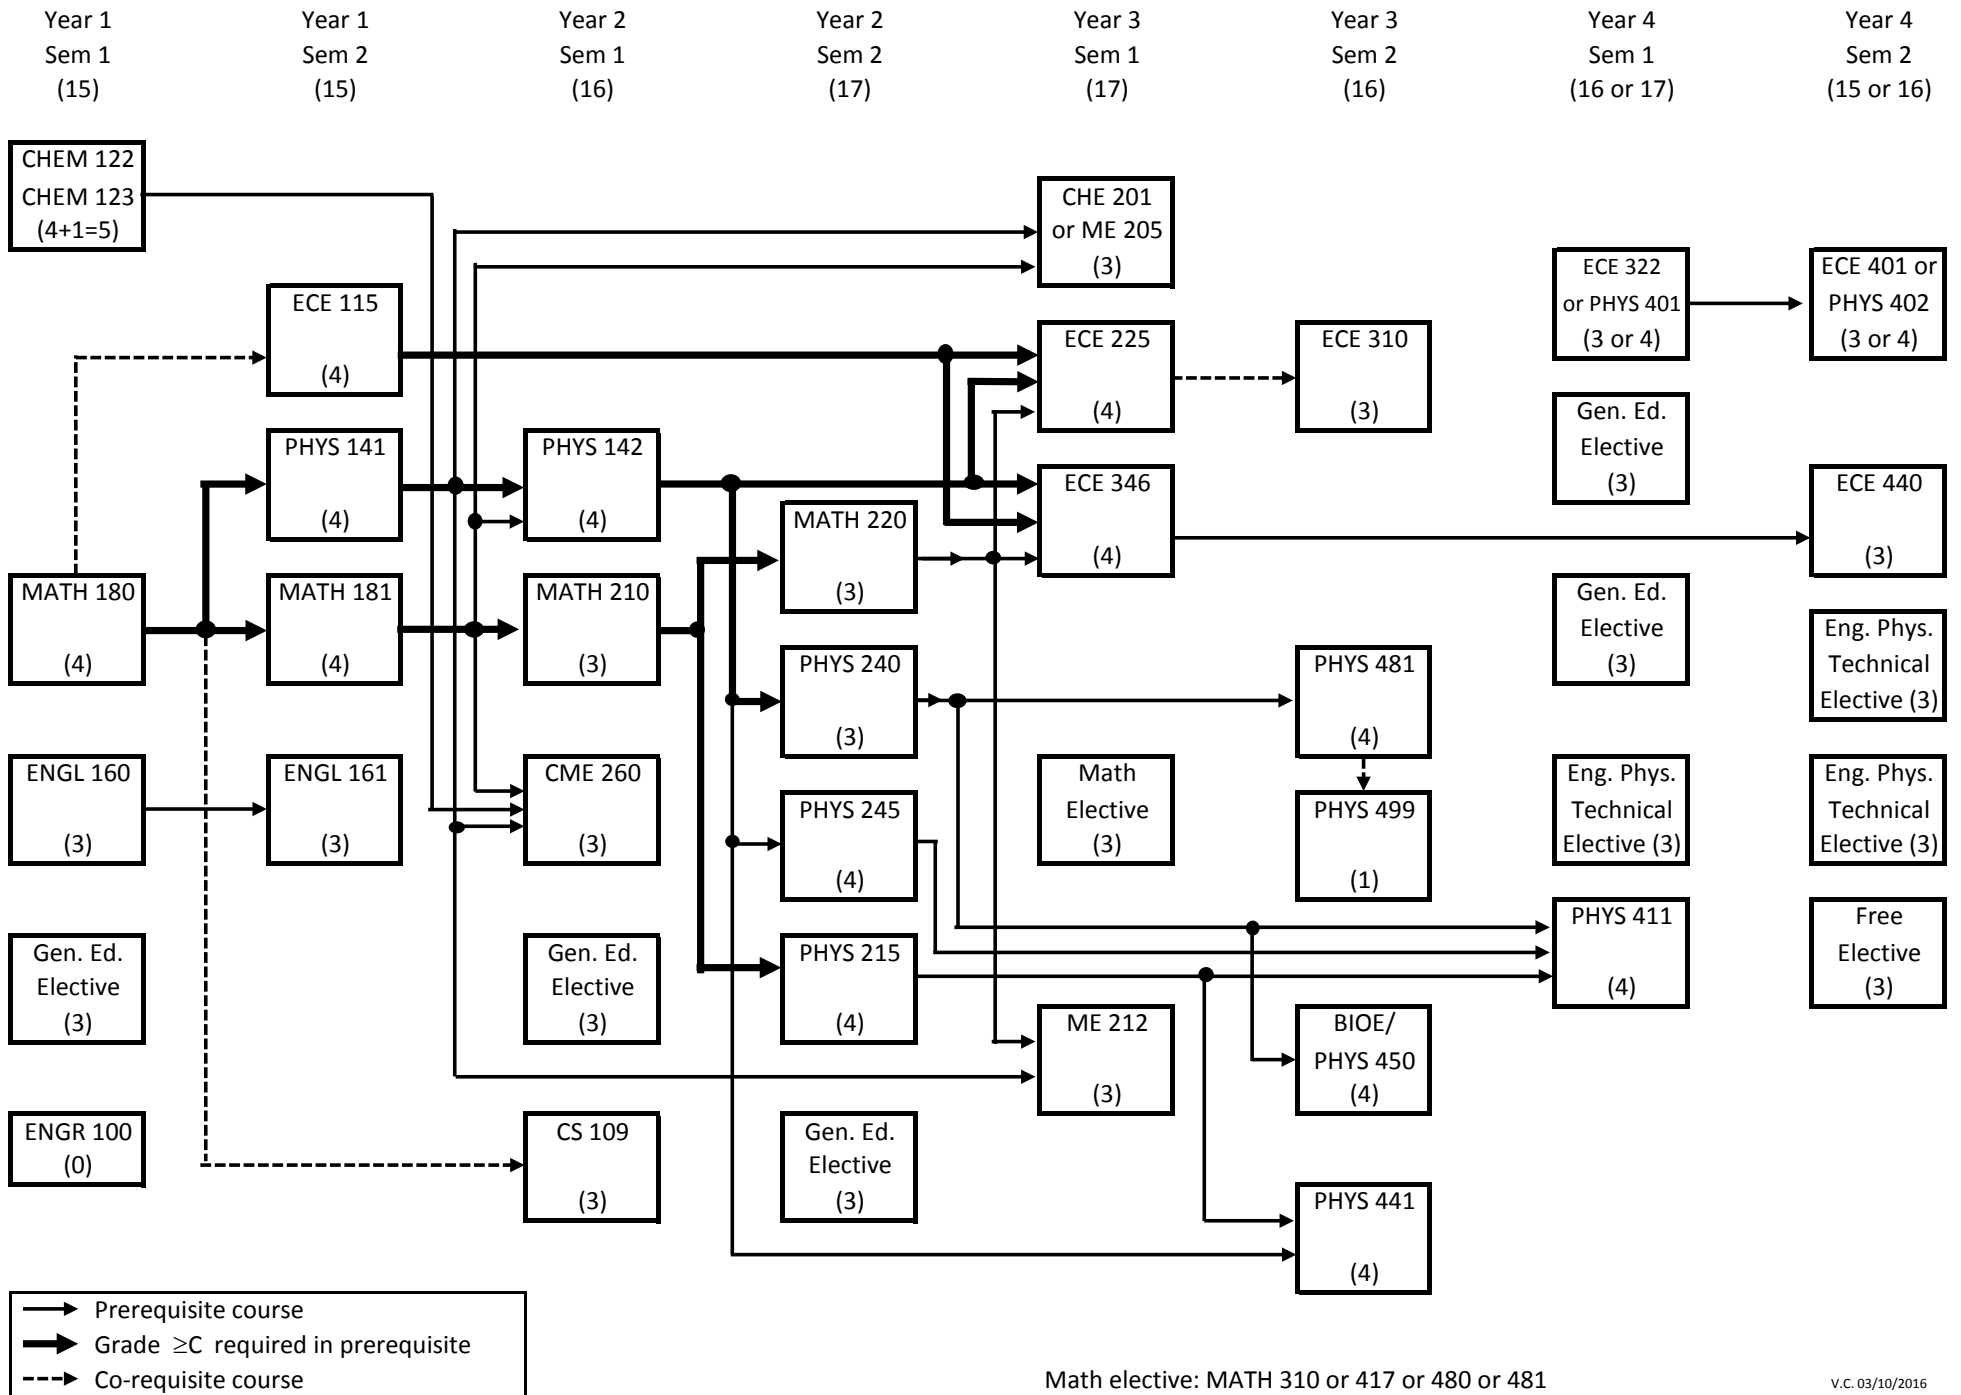 Year 1
Sem 1
(15)
Year 1
Sem 2
(15)
Year 2
Sem 1
(16)
Year 2
Sem 2
(17)
Year 3
Sem 1
(17)
Year 3
Sem 2
(16)
Year 4
Sem 1
(16 or 17)
Year 4
Sem 2
(15 or 16)
CHEM 122
CHEM 123
(4+1=5)
MATH 180
(4)
ENGL 160
(3)
Gen. Ed.
Elective
(3)
ENGR 100
(0)
ECE 115
(4)
PHYS 141
(4)
MATH 181
(4)
ENGL 161
(3)
PHYS 142
(4)
MATH 210
(3)
CME 260
(3)
Gen. Ed.
Elective
(3)
CS 109
(3)
MATH 220
(3)
PHYS 240
(3)
PHYS 245
(4)
PHYS 215
(4)
Gen. Ed.
Elective
(3)
CHE 201
or ME 205
(3)
ECE 225
(4)
ECE 346
(4)
Math
Elective
(3)
ME 212
(3)
ECE 310
(3)
PHYS 481
(4)
PHYS 499
(1)
BIOE/
PHYS 450
(4)
PHYS 441
(4)
ECE 322
or PHYS 401
(3 or 4)
Gen. Ed.
Elective
(3)
Gen. Ed.
Elective
(3)
Eng. Phys.
Technical
Elective (3)
PHYS 411
(4)
ECE 401 or
PHYS 402
(3 or 4)
ECE 440
(3)
Eng. Phys.
Technical
Elective (3)
Eng. Phys.
Technical
Elective (3)
Free
Elective
(3)
Prerequisite course
Grade ≥C required in prerequisite
Co-requisite course
Math elective: MATH 310 or 417 or 480 or 481
V.C. 03/10/2016